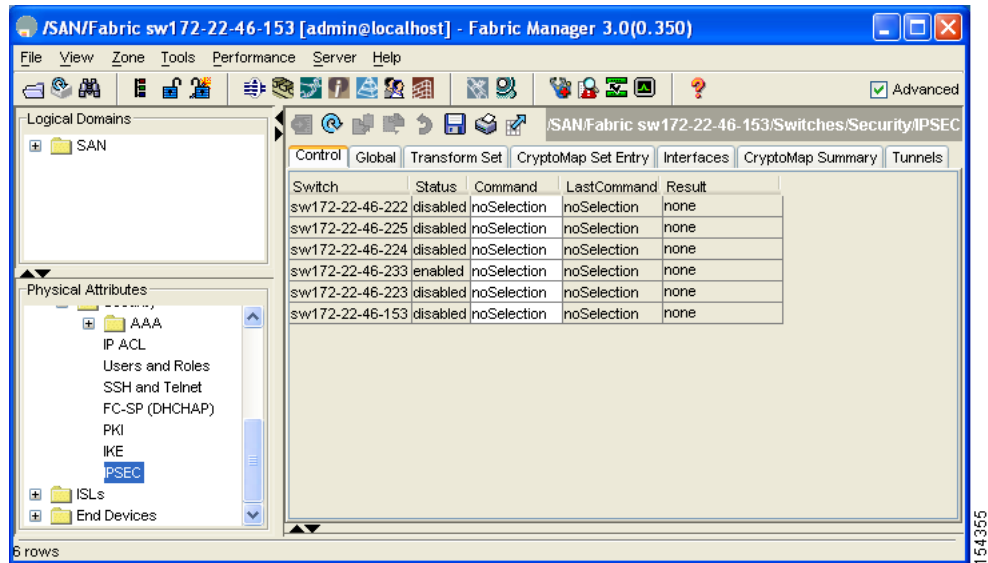 /SAN/Fabric sw172-22-46-153 [admin@localhost] - Fabric Manager 3.0(0.350)
File View Zone Tools Performance Server Help
Advanced
Logical Domains
SAN
/SAN/Fabric sw172-22-46-153/Switches/Security/IPSEC
Control Global Transform Set CryptoMap Set Entry Interfaces CryptoMap Summary Tunnels
Switch Status Command LastCommand Result
sw172-22-46-222 disabled noSelection noSelection none
sw172-22-46-225 disabled noSelection noSelection none
sw172-22-46-224 disabled noSelection noSelection none
sw172-22-46-233 enabled noSelection noSelection none
sw172-22-46-223 disabled noSelection noSelection none
sw172-22-46-153 disabled noSelection noSelection none
Physical Attributes
AAA
IP ACL
Users and Roles
SSH and Telnet
FC-SP (DHCHAP)
PKI
IKE
IPSEC
ISLs
End Devices
6 rows
154355